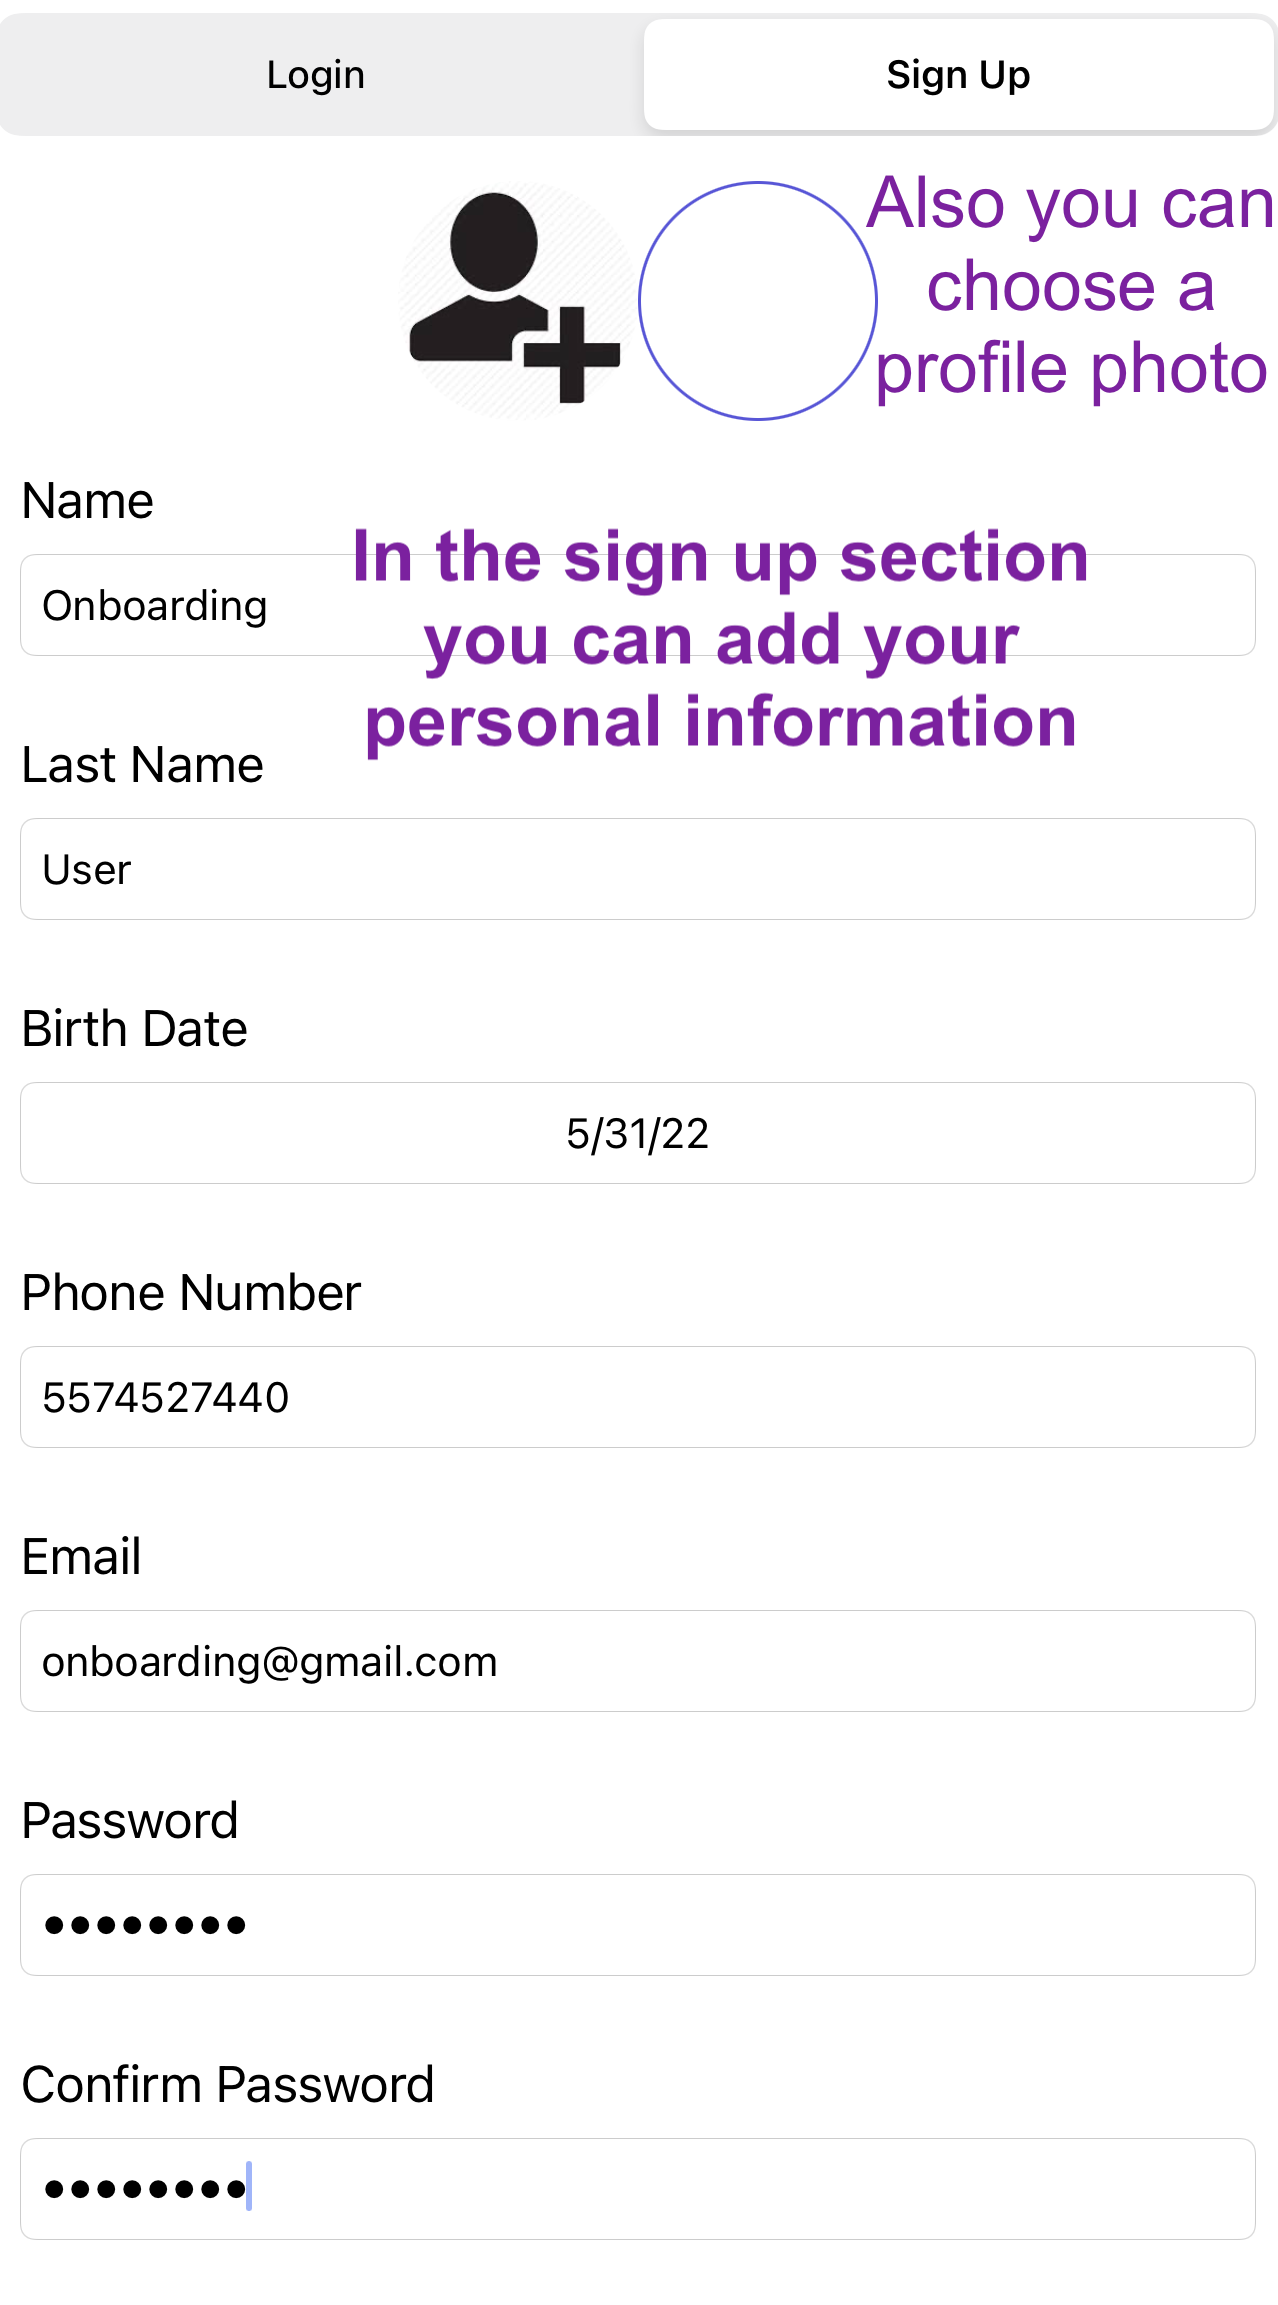 Login
Sign Up
Also you can
choose a
profile photo
Name
In the sign up section
Onboarding
you can add your
personal information
Last Name
User
Birth Date
5/31/22
Phone Number
5574527440
Email
onboarding@gmail.com
Password
••••••••
Confirm Password
••••••••